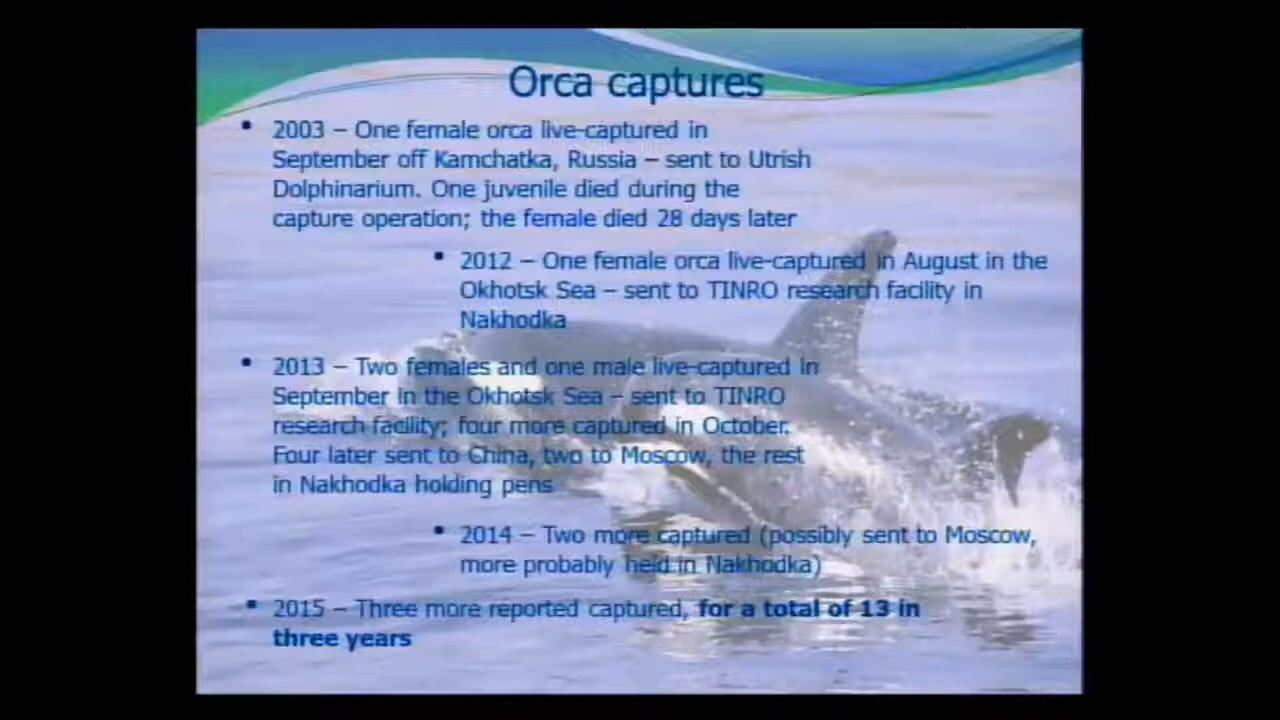 Orca captures
2003 – One female orca live-captured in
September off Kamchatka, Russia – sent to Utrish
Dolphinarium. One juvenile died during the
capture operation; the female died 28 days later
2012 – One female orca live-captured in August in the
Okhotsk Sea – sent to TINRO research facility in
Nakhodka
2013 – Two females and one male live-captured in
September in the Okhotsk Sea – sent to TINRO
research facility; four more captured in October.
Four later sent to China, two to Moscow, the rest
in Nakhodka holding pens
2014 – Two more captured (possibly sent to Moscow,
more probably held in Nakhodka)
2015 – Three more reported captured, for a total of 13 in
three years